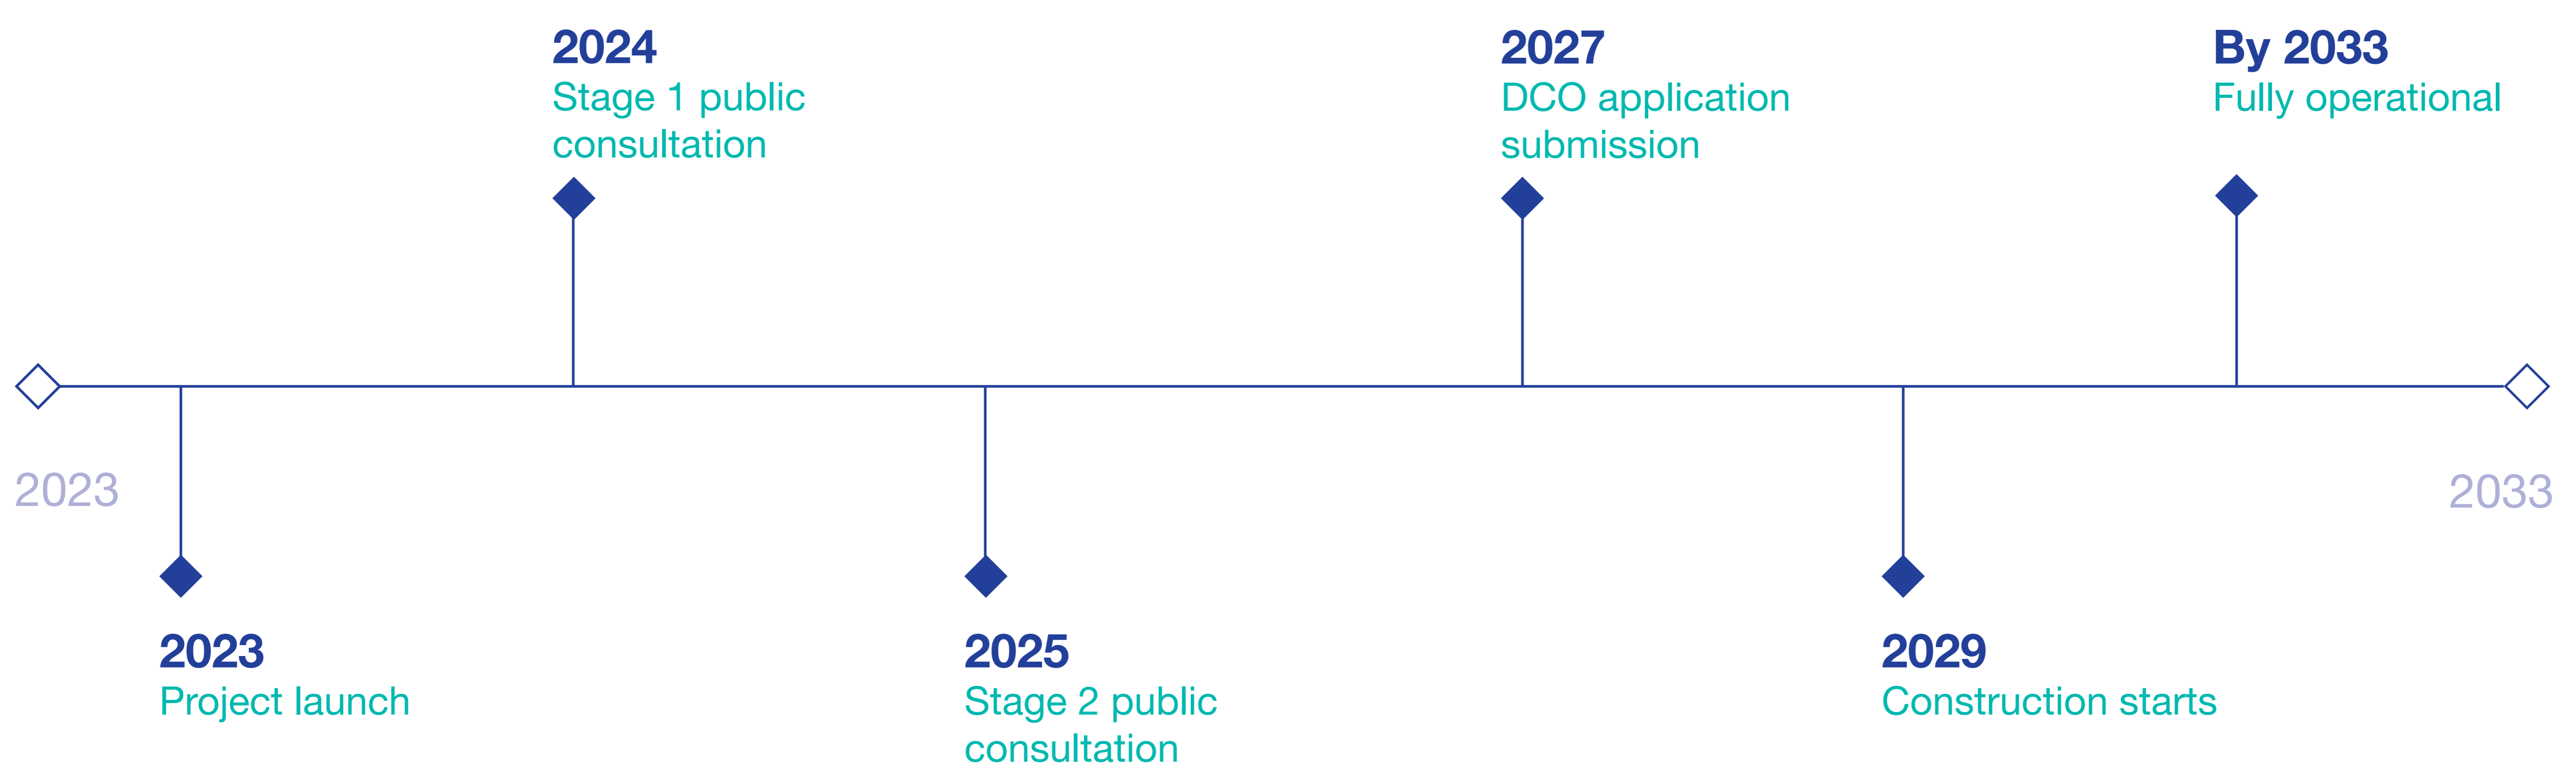 2024
Stage 1 public
consultation
2027
DCO application
submission
By 2033
Fully operational
2023
2033
2023
Project launch
2025
Stage 2 public
consultation
2029
Construction starts